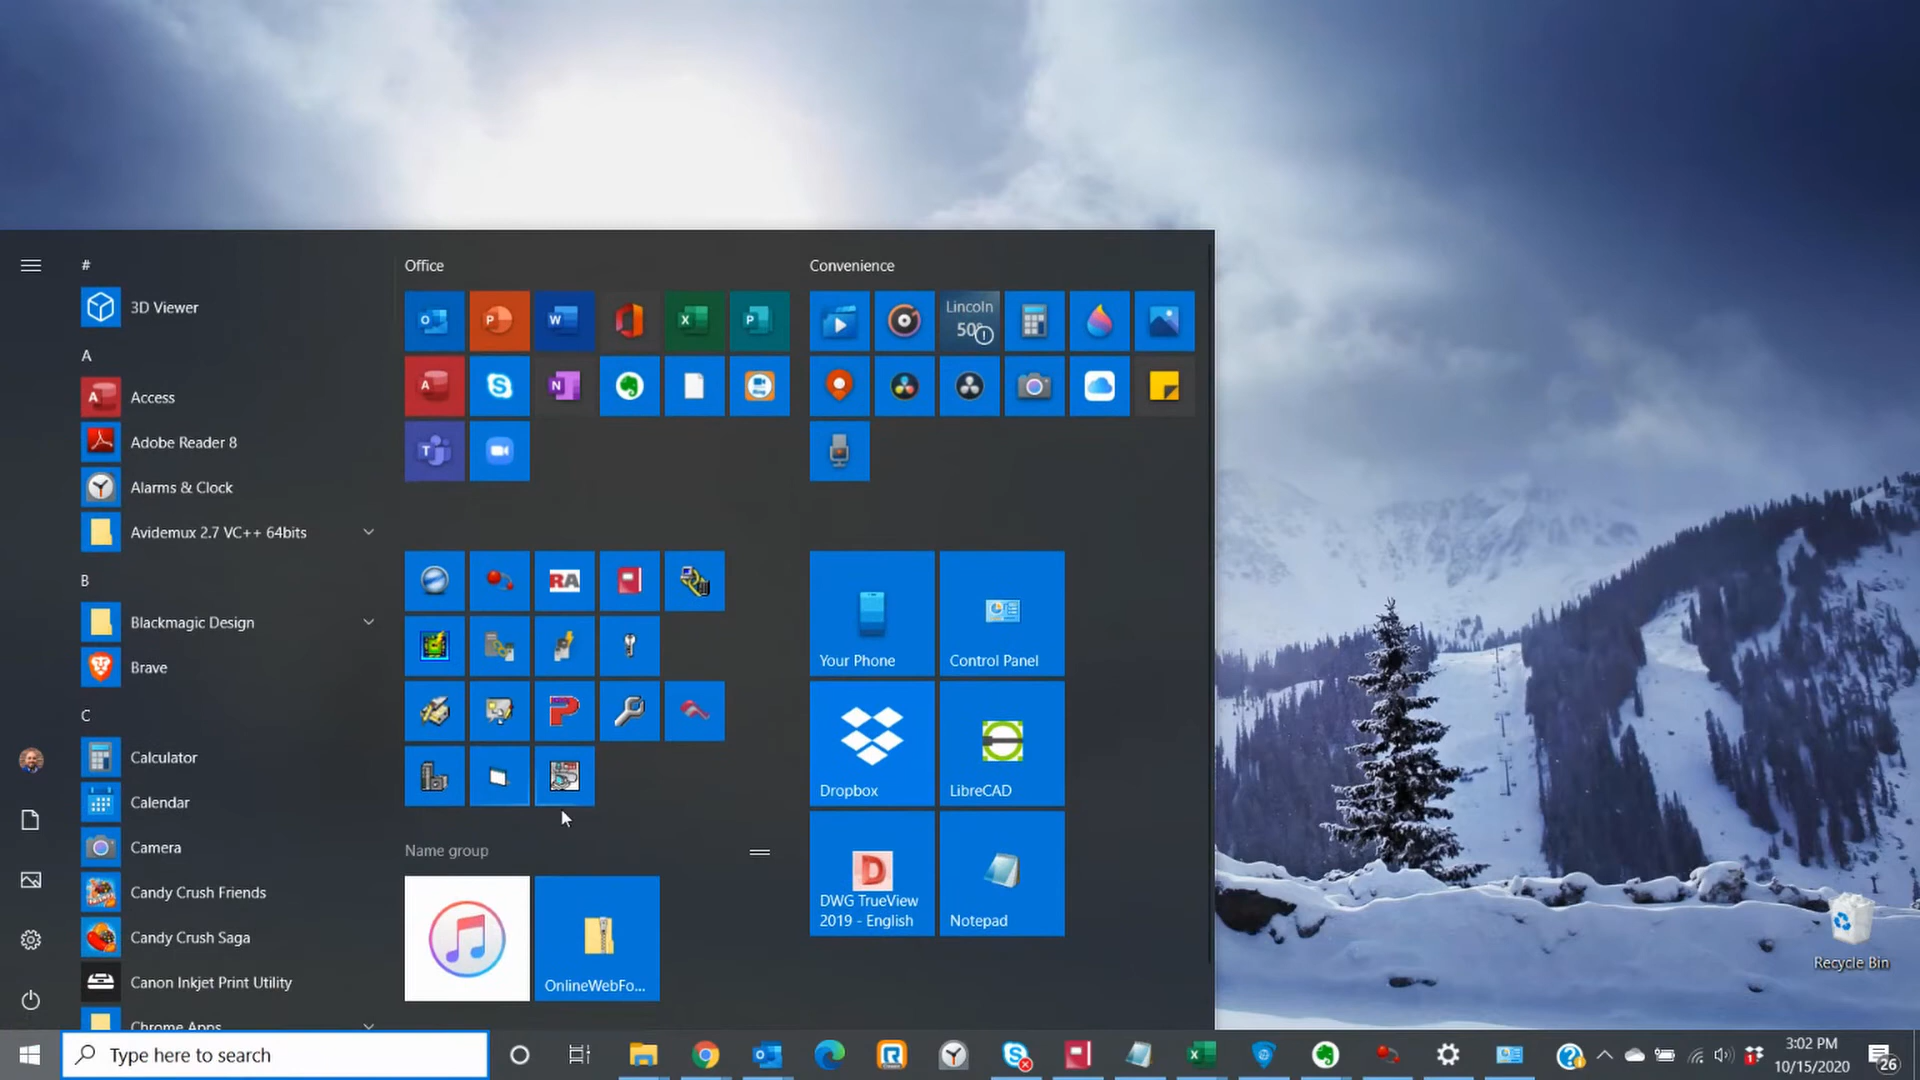 #
3D Viewer
A
Access
Adobe Reader 8
Alarms & Clock
Avidemux 2.7 VC++ 64bits
B
Blackmagic Design
Brave
C
Calculator
Calendar
Camera
Candy Crush Friends
Candy Crush Saga
Canon Inkjet Print Utility
Chrome Apps
Office
Name group
OnlineWebFo...
Convenience
Lincoln
50°
Your Phone
Control Panel
Dropbox
LibreCAD
DWG TrueView
2019 - English
Notepad
RA
Recycle Bin
Type here to search
3:02 PM
10/15/2020
26